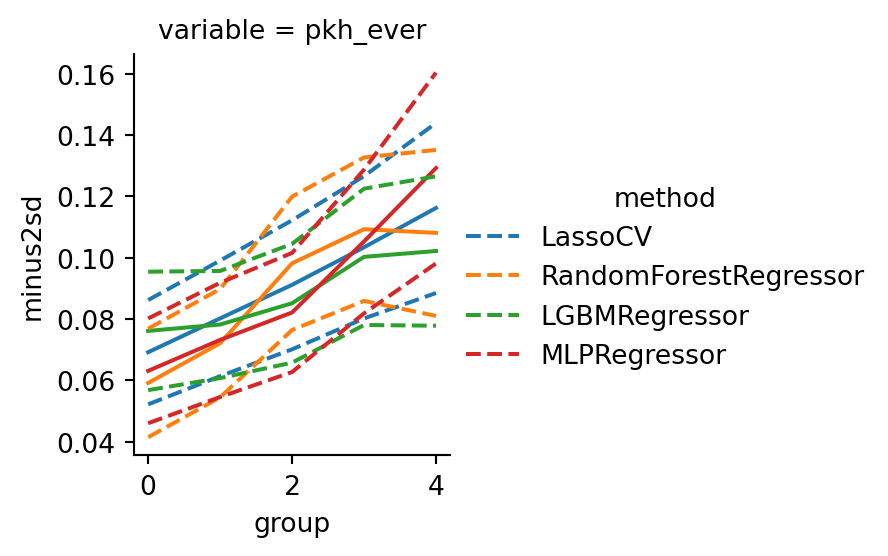 variable = pkh_ever
minus2sd
0.16
0.14
0.12
0.10
0.08
0.06
0.04
0
2
4
group
method
LassoCV
RandomForestRegressor
LGBMRegressor
MLPRegressor